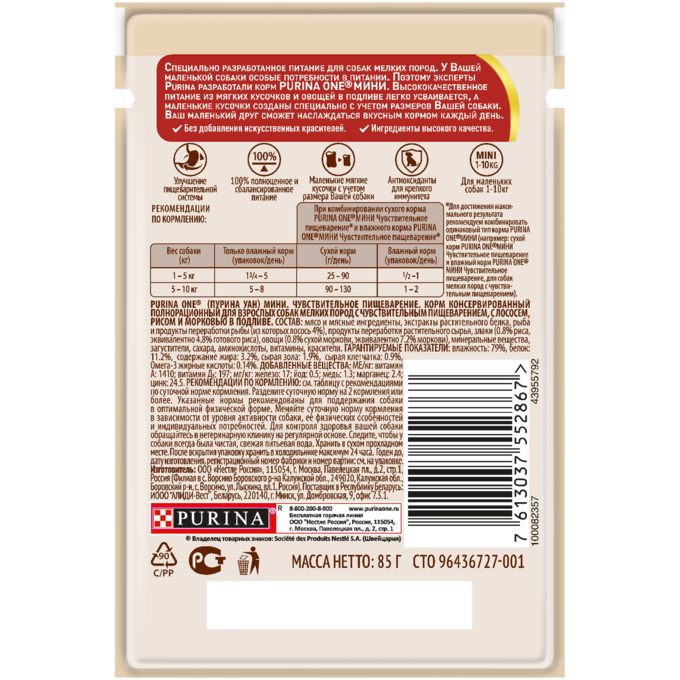 Специально разработанное питание для собак мелких пород. У Вашей
маленькой собаки особые потребности в питании. Поэтому эксперты
Purina разработали корм PURINA ONE® МИНИ. Высококачественное
питание из мягких кусочков и овощей в подливе легко усваивается, а
маленькие кусочки созданы специально с учетом размеров Вашей собаки.
Ваш маленький друг сможет наслаждаться вкусным кормом каждый день.
✓ Без добавления искусственных красителей. ✓ Ингредиенты высокого качества.
100%
MINI
1-10KG
Улучшение
пищеварительной
системы
100% полноценное и
сбалансированное
питание
Маленькие мягкие
кусочки с учетом
размера Вашей собаки
Антиоксиданты
для крепкого
иммунитета
Для маленьких
собак 1-10кг
РЕКОМЕНДАЦИИ
ПО КОРМЛЕНИЮ:
При комбинировании сухого корма
PURINA ONE® МИНИ Чувствительное
пищеварение* и влажного корма PURINA
ONE® МИНИ Чувствительное пищеварение*
Вес собаки
(кг)
Только влажный корм
(упаковок/день)
Сухой корм
(г/день)
Влажный корм
(упаковок/день)
1 – 5 кг 1¾ – 5 25 – 90 ½ –1
5 – 10 кг 5 – 8 90 – 130 1 – 2
*Для достижения макси-
мального результата
рекомендуем комбинировать
одинаковый тип корма PURINA
ONE® МИНИ (например: сухой
корм PURINA ONE® МИНИ
Чувствительное пищеварение
и влажный корм PURINA ONE®
МИНИ Чувствительное
пищеварение, для собак
мелких пород с чувстви-
тельным пищеварением).
PURINA ONE® (ПУРИНА УАН) МИНИ. ЧУВСТВИТЕЛЬНОЕ ПИЩЕВАРЕНИЕ. КОРМ КОНСЕРВИРОВАННЫЙ
ПОЛНОРАЦИОННЫЙ ДЛЯ ВЗРОСЛЫХ СОБАК МЕЛКИХ ПОРОД С ЧУВСТВИТЕЛЬНЫМ ПИЩЕВАРЕНИЕМ, С ЛОСОСЕМ,
РИСОМ И МОРКОВЬЮ В ПОДЛИВЕ. СОСТАВ: мясо и мясные ингредиенты, экстракты растительного белка, рыба
и продукты переработки рыбы (из которых лосося 4%), продукты переработки растительного сырья, злаки (0.8% риса,
эквивалентно 4.8% готового риса), овощи (0.8% сухой моркови, эквивалентно 7.2% моркови), минеральные вещества,
загустители, сахара, аминокислоты, витамины, красители. ГАРАНТИРУЕМЫЕ ПОКАЗАТЕЛИ: влажность: 79%, белок:
11.2%, содержание жира: 3.2%, сырая зола: 1.9%, сырая клетчатка: 0.9%,
Омега-3 жирные кислоты: 0.14%. ДОБАВЛЕННЫЕ ВЕЩЕСТВА: МЕ/кг: витамин
А: 1410; витамин Д₃: 197; мг/кг: железо: 17; йод: 0.5; медь: 1.3; марганец: 2.4;
цинк: 24.5. РЕКОМЕНДАЦИИ ПО КОРМЛЕНИЮ: см. таблицу с рекомендациями
по суточной норме кормления. Разделите суточную норму на 2 кормления или
более. Указанные нормы рекомендованы для поддержания собаки
в оптимальной физической форме. Меняйте суточную норму кормления
в зависимости от уровня активности собаки, её физических особенностей
и индивидуальных потребностей. Для контроля здоровья вашей собаки
обращайтесь в ветеринарную клинику на регулярной основе. Следите, чтобы у
собаки всегда была чистая, свежая питьевая вода. Хранить в сухом прохладном
месте. После вскрытия упаковку хранить в холодильнике максимум 24 часа. Годен до,
дату изготовления, регистрационный номер фабрики и номер партии: см. на упаковке.
Изготовитель: ООО «Нестле Россия», 115054, г. Москва, Павелецкая пл., д.2, стр.1,
Россия (Филиал в с. Ворсино Боровского р-на Калужской обл., 249020, Калужская обл.,
Боровский р-н, с. Ворсино, ул. Лыскина, вл.1, Россия). Поставщик в Республику Беларусь:
ИООО «АЛИДИ-Вест», Беларусь, 220140, г. Минск, ул. Домбровская, 9, офис 7.3.1.
PURINA ®
8-800-200-8-900 www.purinaone.ru
Бесплатная горячая линия
ООО "Нестле Россия", Россия, 115054,
г. Москва, Павелецкая пл., д. 2, стр. 1
® Владелец товарных знаков: Société des Produits Nestlé S.A. (Швейцария)
7 613037 552867 >
43955792
100082357
90
C/PP
РСТ
МАССА НЕТТО: 85 Г СТО 96436727-001